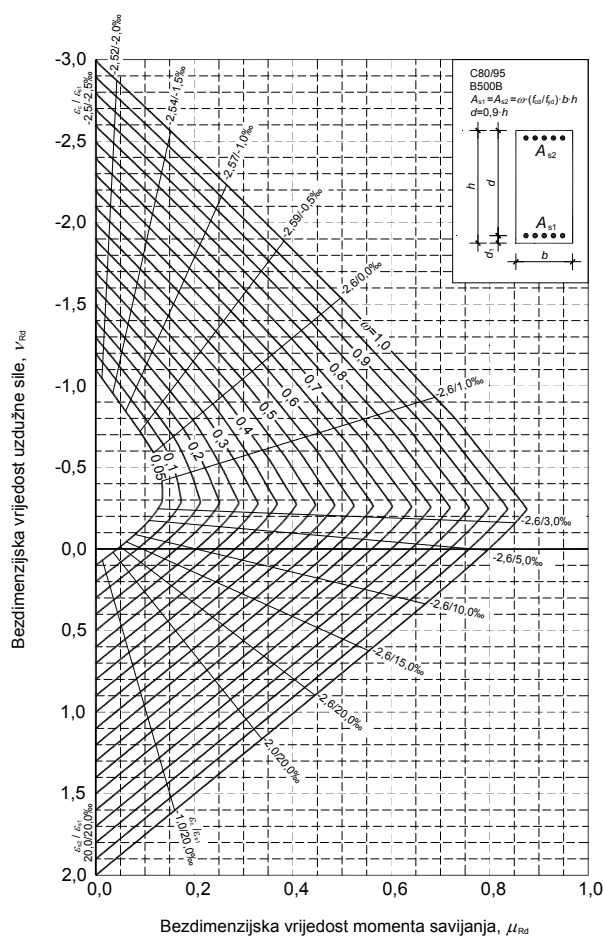 -3,0
-2,5
-2,0
-1,5
-1,0
-0,5
0,0
0,5
1,0
1,5
2,0
0,0
0,2
0,4
0,6
0,8
1,0
Bezdimenzijska vrijedost uzdužne sile, νRd
Bezdimenzijska vrijedost momenta savijanja, μRd
C80/95
B500B
As1=As2=ω·(fcd/fyd)·b·h
d=0,9·h
As2
As1
h
d
d1
b
εc / εs1
-2,5/-2,5‰
-2,52/-2,0‰
-2,54/-1,5‰
-2,57/-1,0‰
-2,59/-0,5‰
-2,6/0,0‰
-2,6/1,0‰
-2,6/3,0‰
-2,6/5,0‰
-2,6/10,0‰
-2,6/15,0‰
-2,6/20,0‰
-2,0/20,0‰
-1,0/20,0‰
εc / εs1
εs2 / εs1
20,0/20,0‰
ω=1,0
0,9
0,8
0,7
0,6
0,5
0,4
0,3
0,2
0,1
0,05